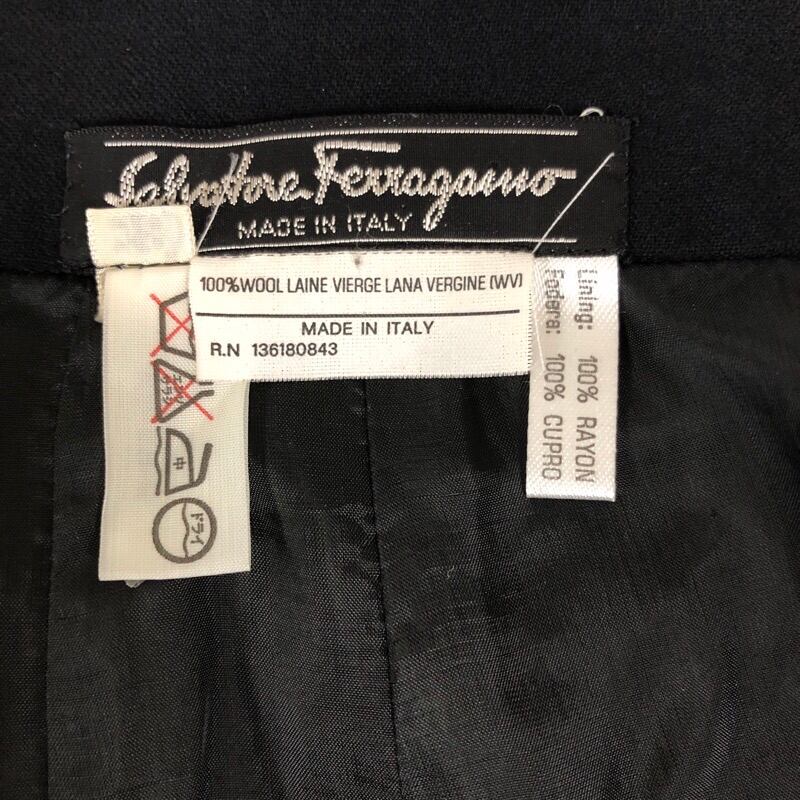 Salvatore Ferragamo
MADE IN ITALY
100%WOOL LAINE VIERGE LANA VERGINE (WV)
MADE IN ITALY
R.N 136180843
Lining: 100% RAYON
Fodera: 100% CUPRO
中
ドライ